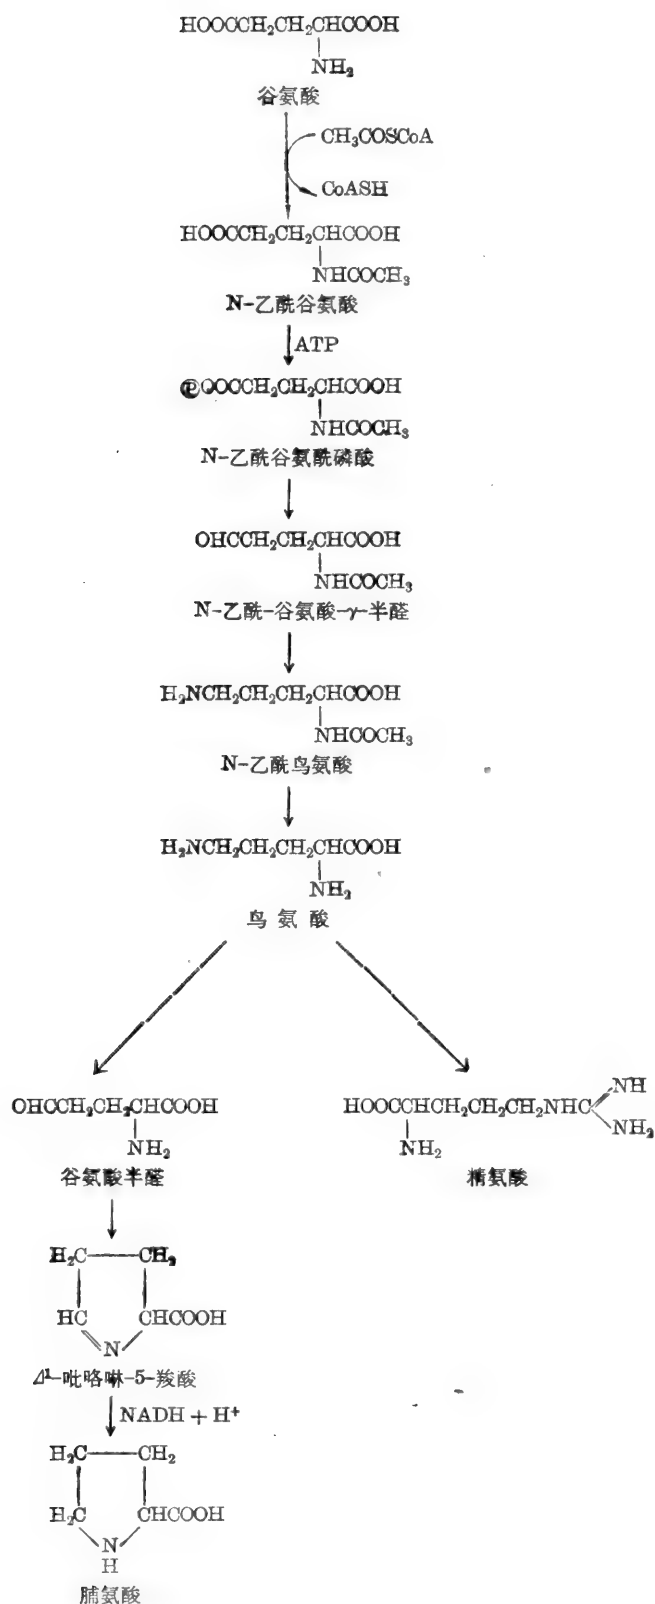 HOOCCH₂CH₂CHCOOH
NH₂
谷氨酸
CH₃COSCoA
CoASH
HOOCCH₂CH₂CHCOOH
NHCOCH₃
N-乙酰谷氨酸
ATP
ⓅOOCCH₂CH₂CHCOOH
NHCOCH₃
N-乙酰谷氨酰磷酸
OHCCH₂CH₂CHCOOH
NHCOCH₃
N-乙酰-谷氨酸-γ-半醛
H₂NCH₂CH₂CH₂CHCOOH
NHCOCH₃
N-乙酰鸟氨酸
H₂NCH₂CH₂CH₂CHCOOH
NH₂
鸟氨酸
OHCCH₂CH₂CHCOOH
NH₂
谷氨酸半醛
HOOCCHCH₂CH₂CH₂NHC
NH
NH₂
NH₂
精氨酸
H₂C CH₂
HC CHCOOH
N
Δ¹-吡咯啉-5-羧酸
NADH + H⁺
H₂C CH₂
H₂C CHCOOH
N
H
脯氨酸